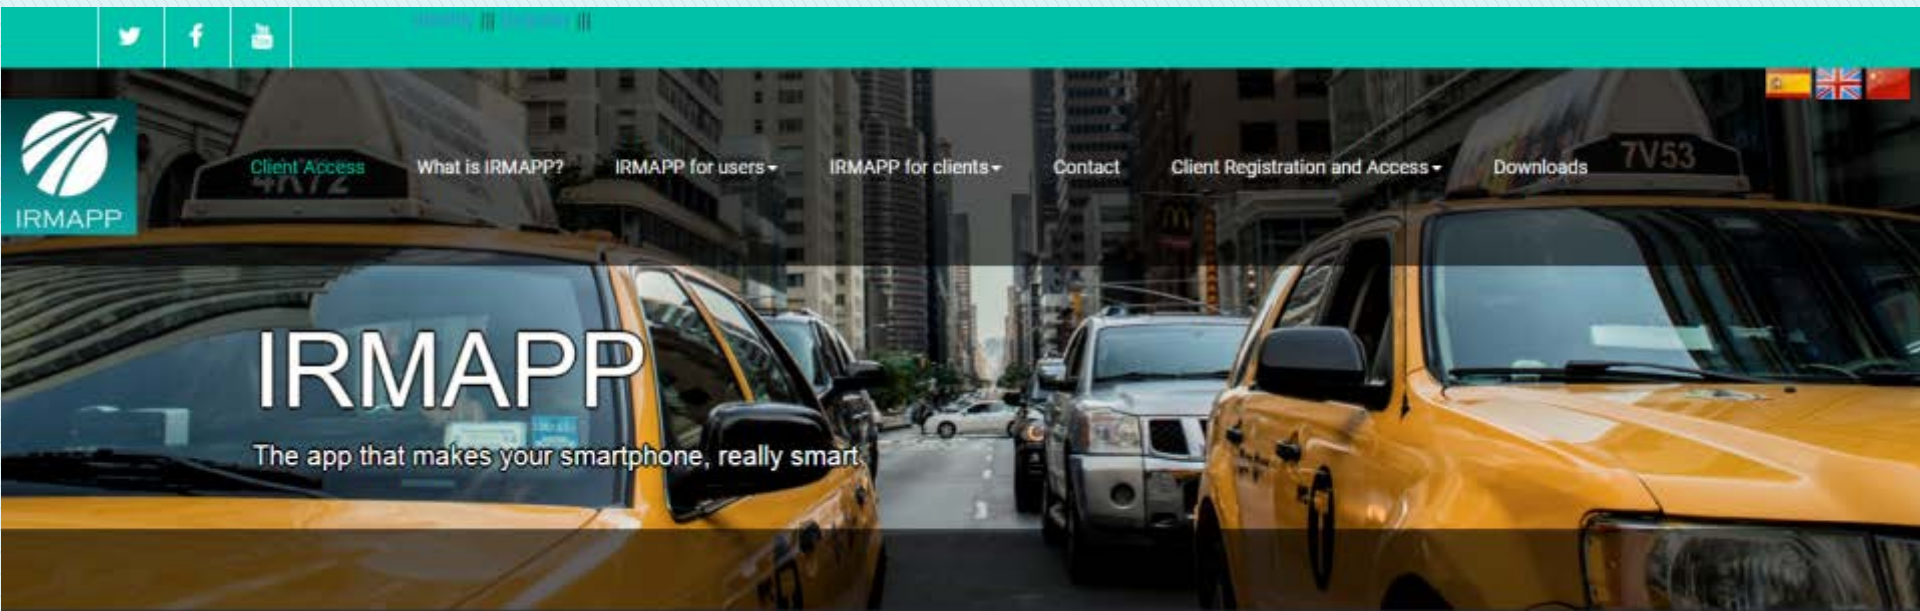 IRMAPP
Client Access
What is IRMAPP?
IRMAPP for users
IRMAPP for clients
Contact
Client Registration and Access
Downloads
7V53
IRMAPP
The app that makes your smartphone, really smart.